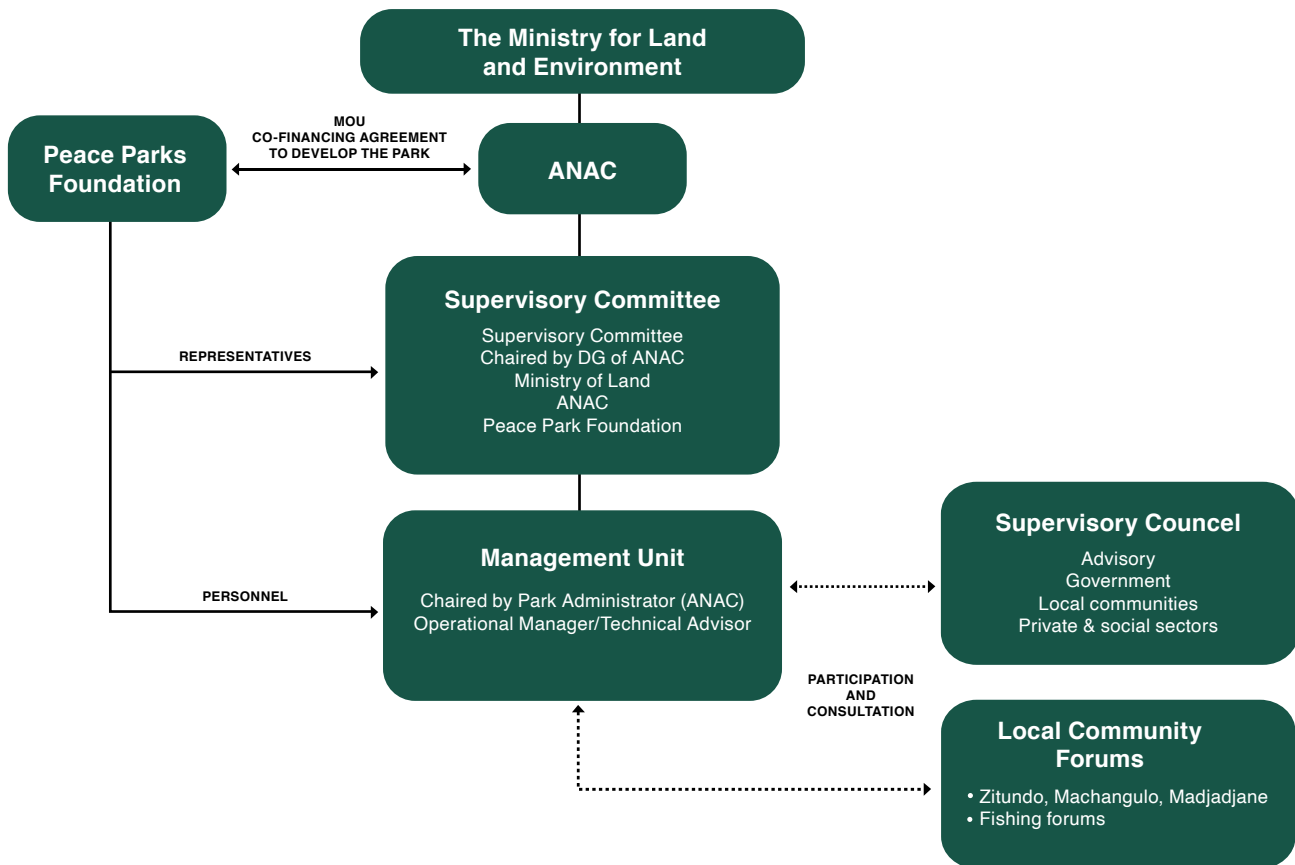 The Ministry for Land
and Environment
MOU
CO-FINANCING AGREEMENT
TO DEVELOP THE PARK
Peace Parks
Foundation
ANAC
Supervisory Committee
Supervisory Committee
Chaired by DG of ANAC
Ministry of Land
ANAC
Peace Park Foundation
REPRESENTATIVES
Management Unit
Chaired by Park Administrator (ANAC)
Operational Manager/Technical Advisor
PERSONNEL
Supervisory Councel
Advisory
Government
Local communities
Private & social sectors
PARTICIPATION
AND
CONSULTATION
Local Community
Forums
• Zitundo, Machangulo, Madjadjane
• Fishing forums